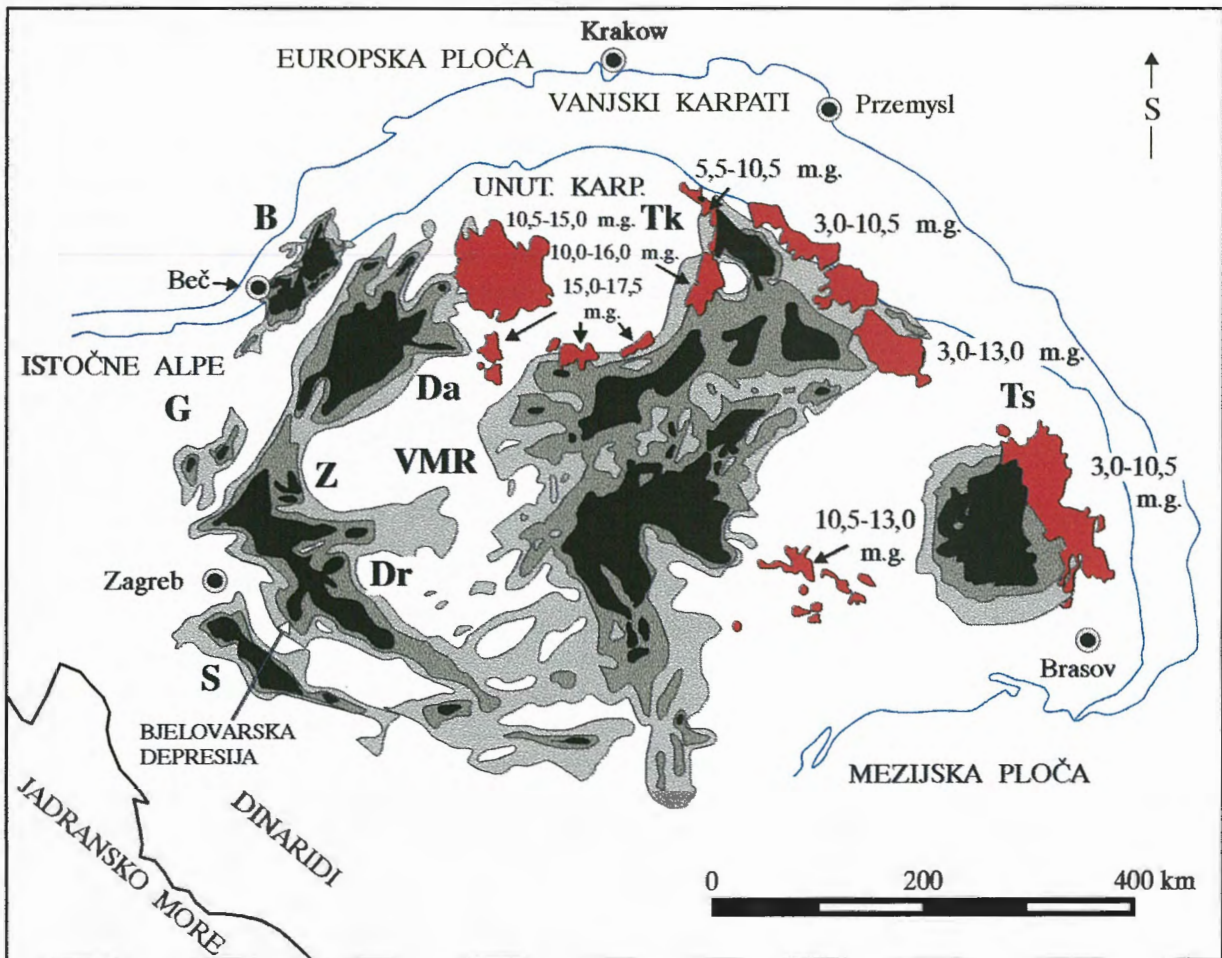 Krakow
EUROPSKA PLOČA
VANJSKI KARPATI
Przemysl
S
5,5-10,5 m.g.
UNUT. KARP.
B
10,5-15,0 m.g.
Tk
3,0-10,5 m.g.
10,0-16,0 m.g.
Beč
15,0-17,5
m.g.
ISTOČNE ALPE
3,0-13,0 m.g.
Da
Ts
G
VMR
Z
3,0-10,5
m.g.
10,5-13,0
m.g.
Zagreb
Dr
Brasov
S
BJELOVARSKA
DEPRESIJA
MEZIJSKA PLOČA
DINARIDI
JADRANSKO MORE
0 200 400 km